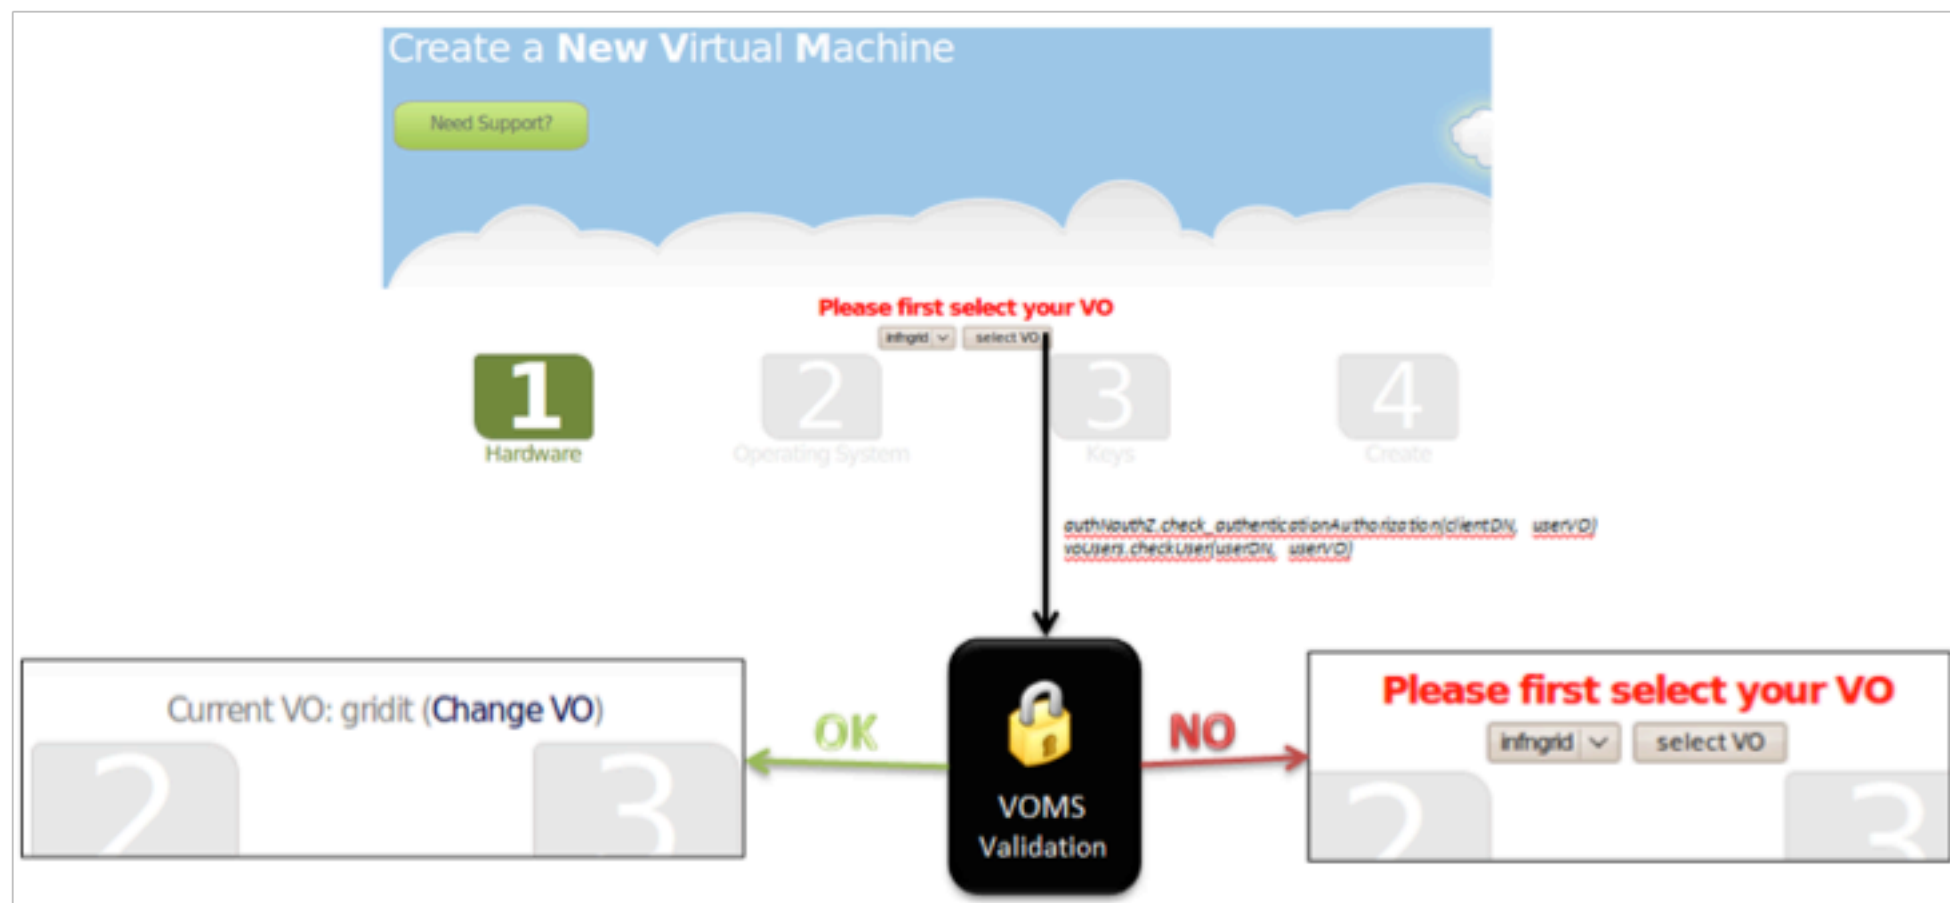 Create a New Virtual Machine
Need Support?
Please first select your VO
infngrid select VO
1 2 3 4
Hardware Operating System Keys Create
authNauthZ.check_authenticationAuthorization(clientDN, userVO)
voUsers.checkUser(userDN, userVO)
Current VO: gridit (Change VO)
2 3
OK
VOMS
Validation
NO
Please first select your VO
infngrid select VO
2 3